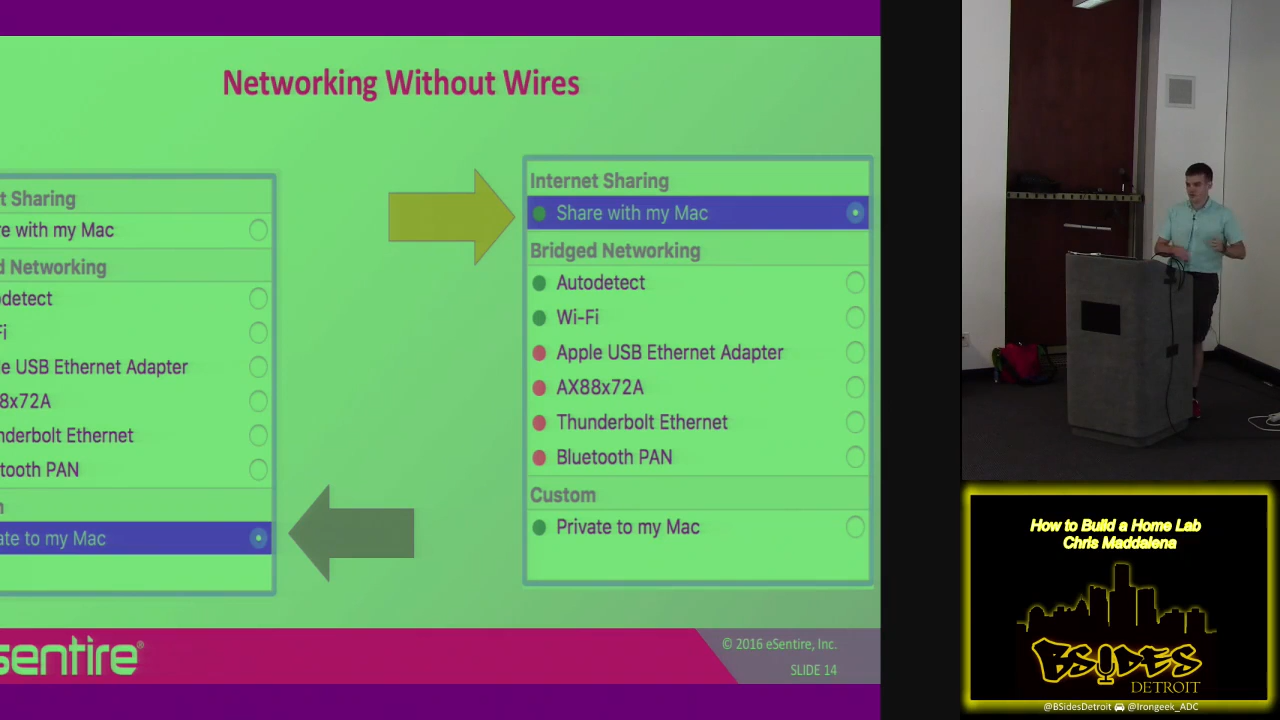 Networking Without Wires
t Sharing
e with my Mac
d Networking
detect
Fi
e USB Ethernet Adapter
8x72A
nderbolt Ethernet
tooth PAN
ate to my Mac
Internet Sharing
Share with my Mac
Bridged Networking
Autodetect
Wi-Fi
Apple USB Ethernet Adapter
AX88x72A
Thunderbolt Ethernet
Bluetooth PAN
Custom
Private to my Mac
sentire®
© 2016 eSentire, Inc.
SLIDE 14
How to Build a Home Lab
Chris Maddalena
BSIDES
DETROIT
@BSidesDetroit @Irongeek_ADC